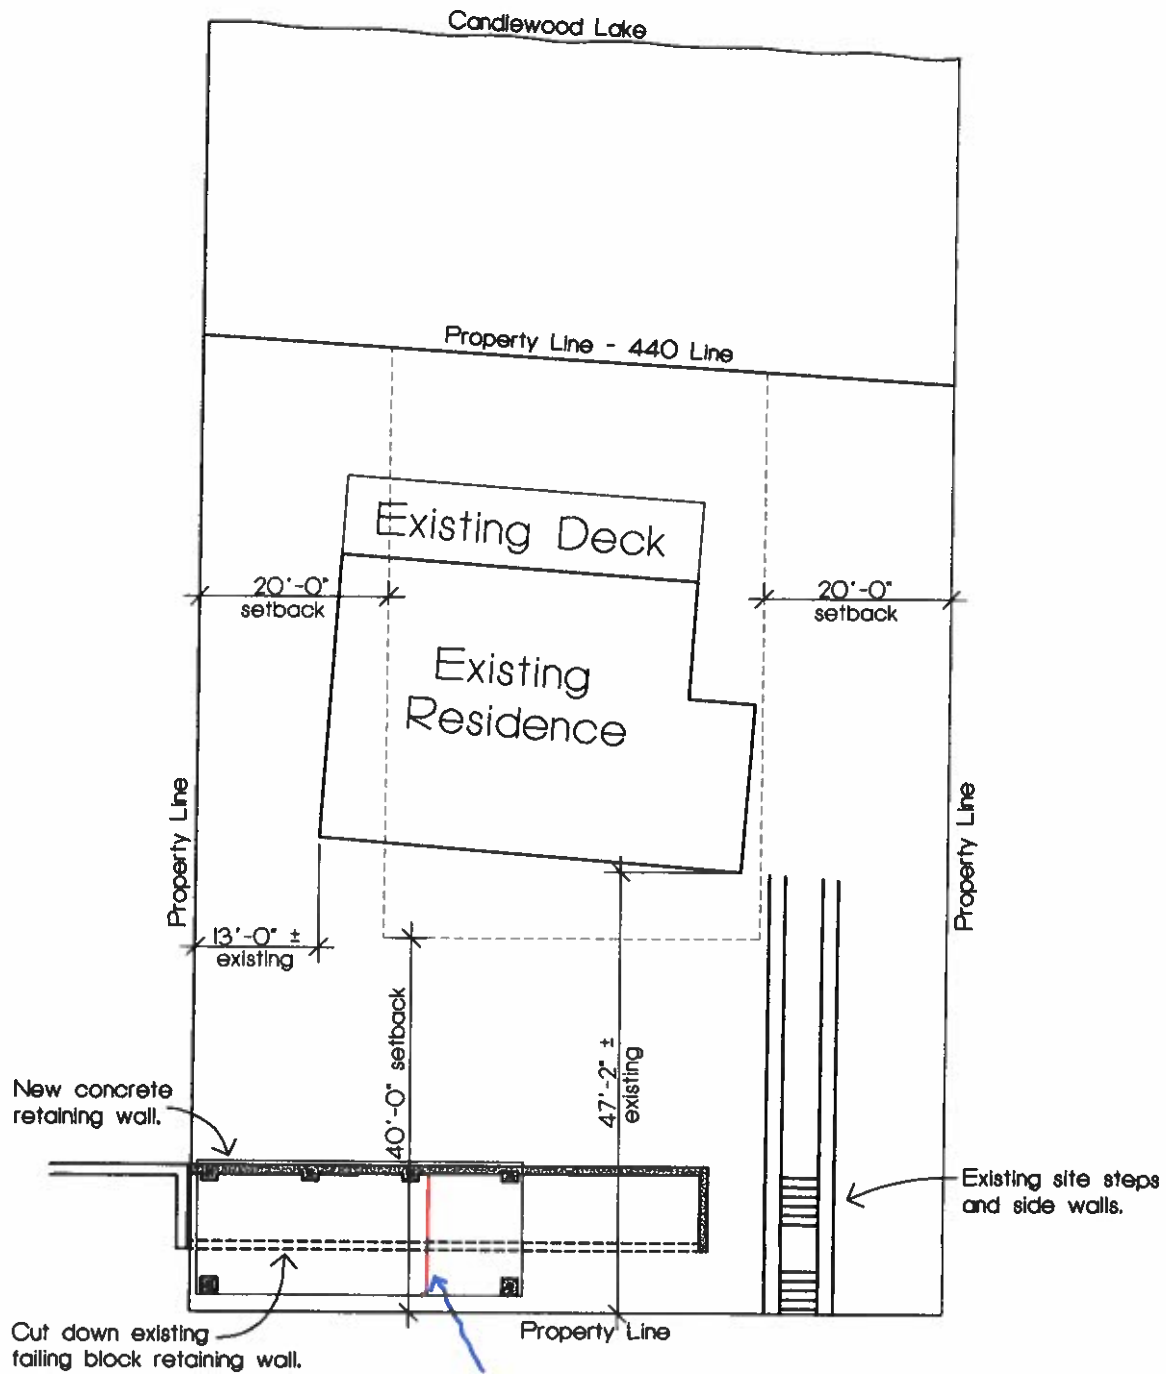 Candlewood Lake
Property Line - 440 Line
Existing Deck
20'-0"
setback
20'-0"
setback
Existing
Residence
Property Line
Property Line
13'-0" ±
existing
40'-0" setback
47'-2" ±
existing
New concrete
retaining wall.
Existing site steps
and side walls.
Property Line
Cut down existing
failing block retaining wall.